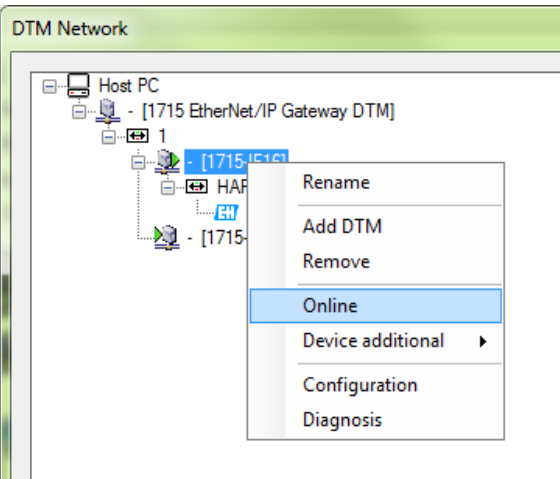 DTM Network
Host PC
- [1715 EtherNet/IP Gateway DTM]
1
- [1715-IF16]
HAR
EH
- [1715-
Rename
Add DTM
Remove
Online
Device additional
Configuration
Diagnosis